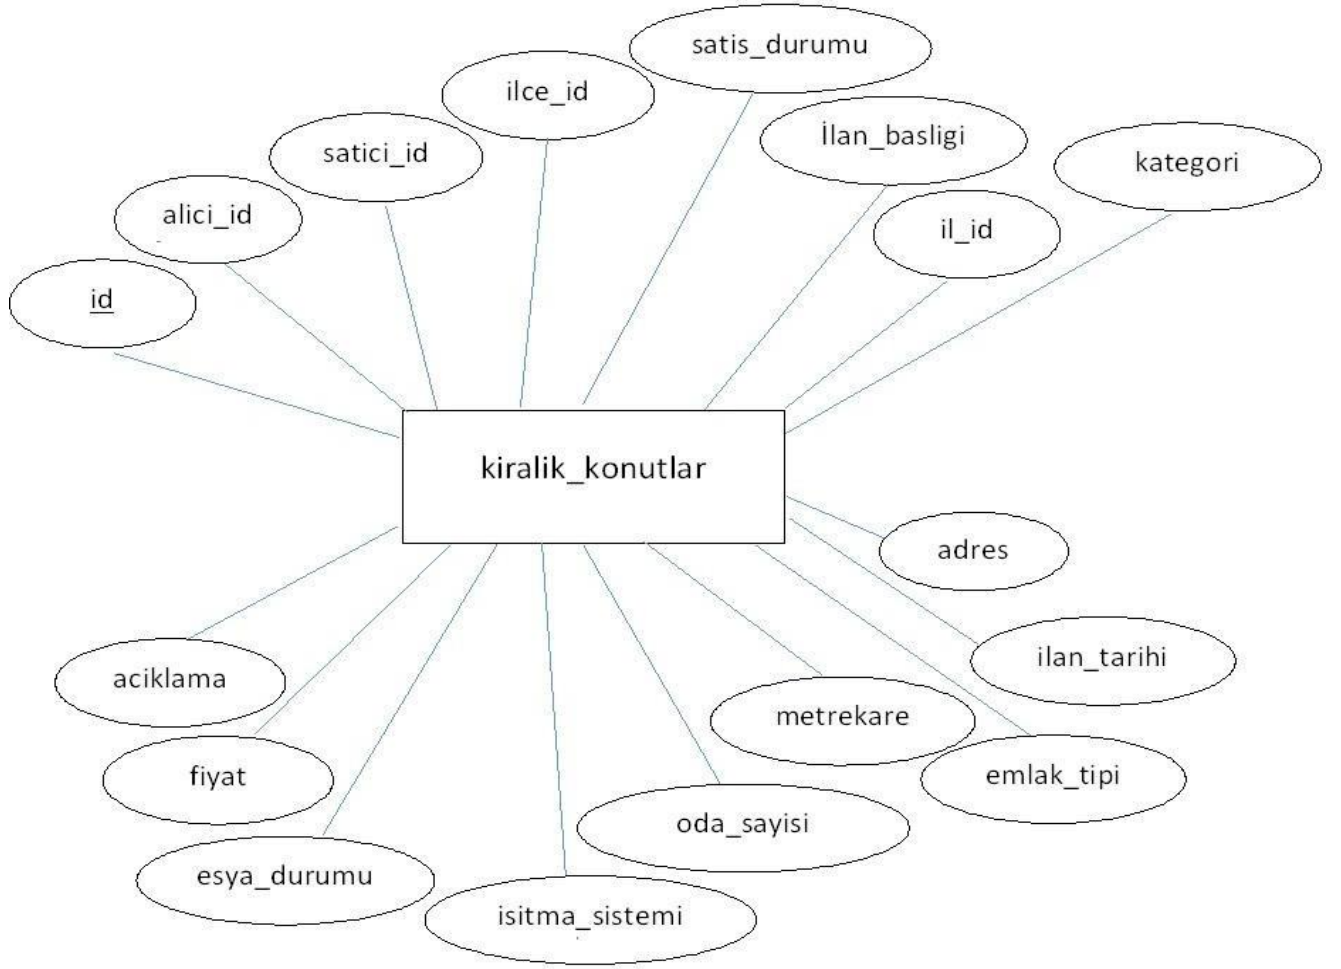 satis_durumu
ilce_id
İlan_basligi
satici_id
kategori
alici_id
il_id
id
kiralik_konutlar
adres
ilan_tarihi
aciklama
metrekare
fiyat
emlak_tipi
oda_sayisi
esya_durumu
isitma_sistemi